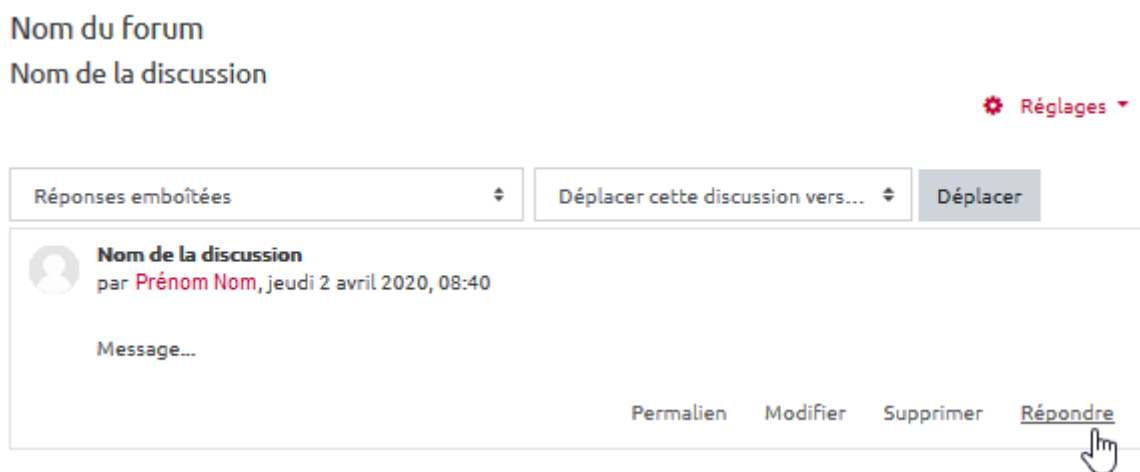 Nom du forum
Nom de la discussion
Réglages
Réponses emboîtées Déplacer cette discussion vers... Déplacer
Nom de la discussion
par Prénom Nom, jeudi 2 avril 2020, 08:40
Message...
Permalien Modifier Supprimer Répondre